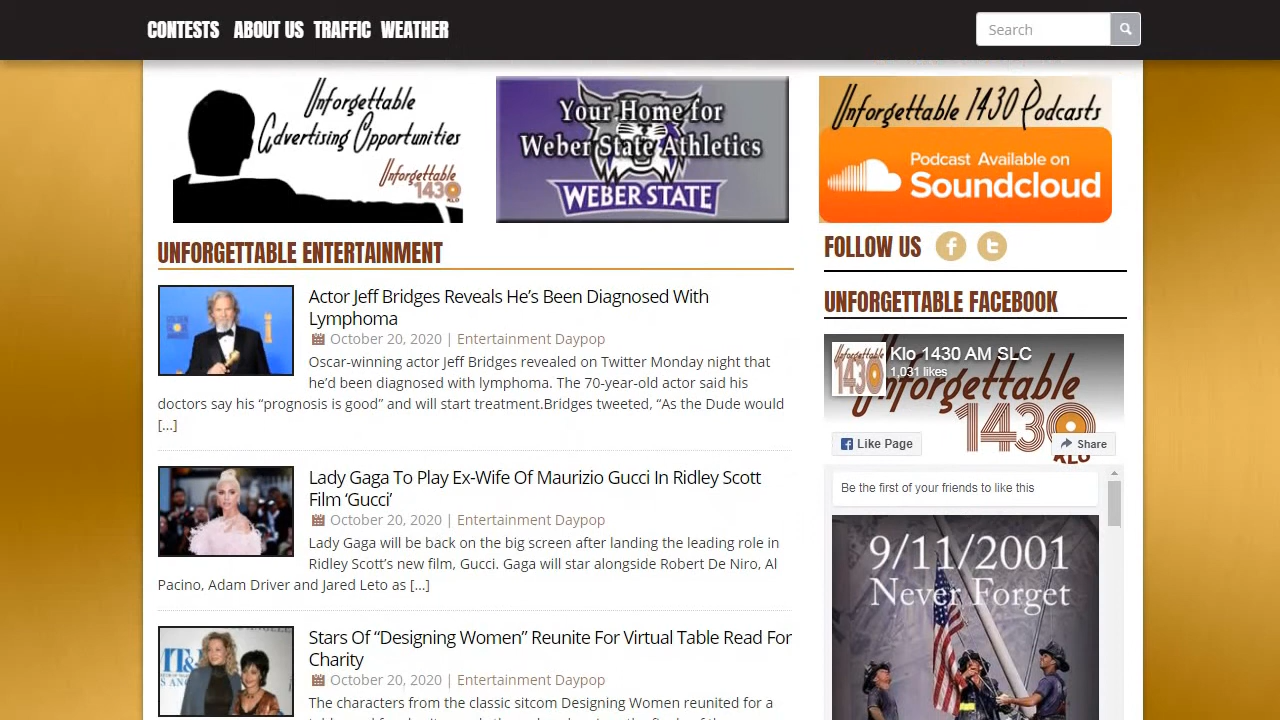 CONTESTS ABOUT US TRAFFIC WEATHER
Search
Unforgettable
Advertising Opportunities
Unforgettable
1430
KLO
Your Home for
Weber State Athletics
WEBER STATE
Unforgettable 1430 Podcasts
Podcast Available on
Soundcloud
UNFORGETTABLE ENTERTAINMENT
Actor Jeff Bridges Reveals He’s Been Diagnosed With
Lymphoma
October 20, 2020 | Entertainment Daypop
Oscar-winning actor Jeff Bridges revealed on Twitter Monday night that
he’d been diagnosed with lymphoma. The 70-year-old actor said his
doctors say his “prognosis is good” and will start treatment.Bridges tweeted, “As the Dude would
[…]
Lady Gaga To Play Ex-Wife Of Maurizio Gucci In Ridley Scott
Film ‘Gucci’
October 20, 2020 | Entertainment Daypop
Lady Gaga will be back on the big screen after landing the leading role in
Ridley Scott’s new film, Gucci. Gaga will star alongside Robert De Niro, Al
Pacino, Adam Driver and Jared Leto as […]
Stars Of “Designing Women” Reunite For Virtual Table Read For
Charity
October 20, 2020 | Entertainment Daypop
The characters from the classic sitcom Designing Women reunited for a
FOLLOW US
UNFORGETTABLE FACEBOOK
Klo 1430 AM SLC
1,031 likes
Unforgettable
1430
KLO
Like Page
Share
Be the first of your friends to like this
9/11/2001
Never Forget